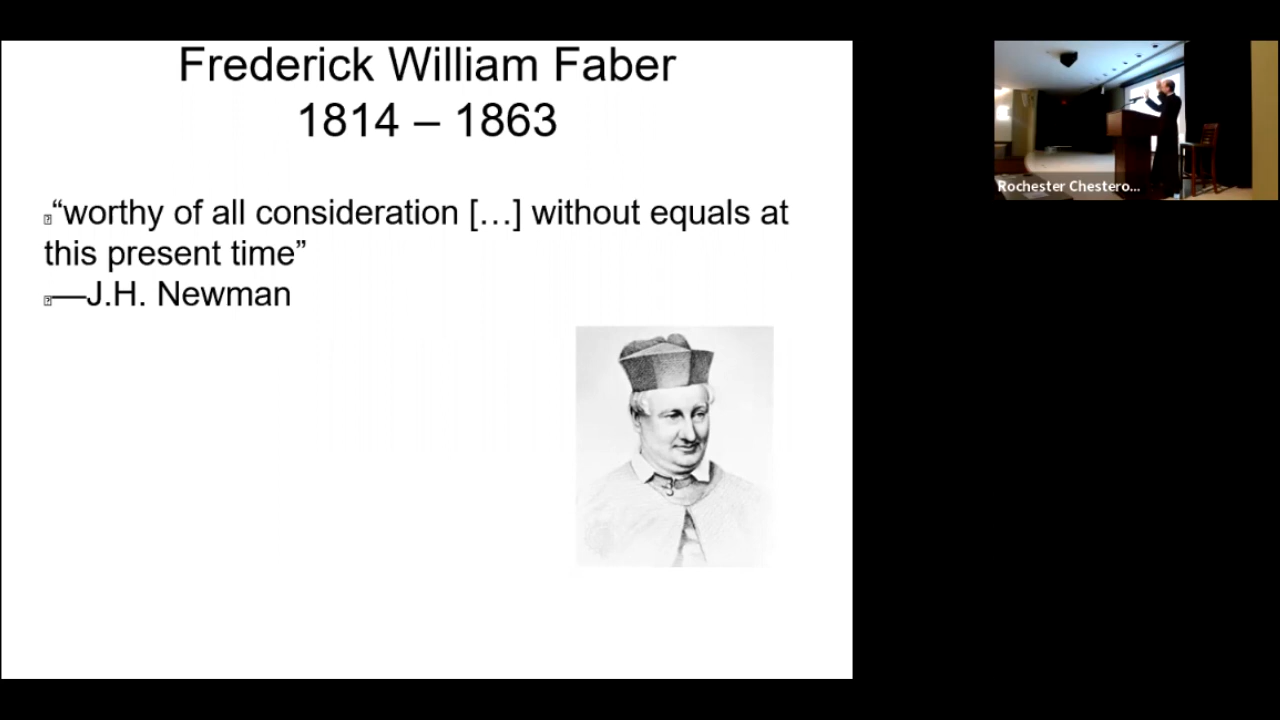 Frederick William Faber
1814 – 1863
“worthy of all consideration […] without equals at
this present time”
—J.H. Newman
Rochester Chestero...